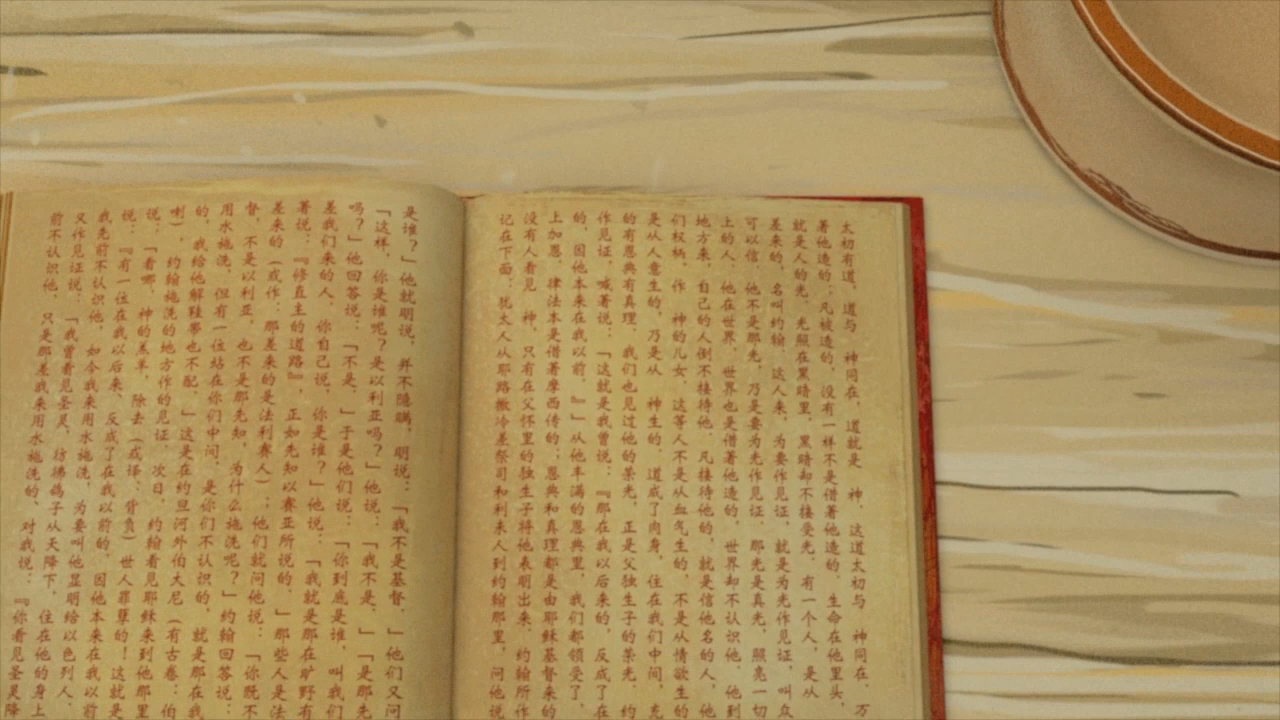 太初有道，道与　神同在，道就是　神。这道太初与　神同在。万
著他造的；凡被造的，没有一样不是借著他造的。生命在他里头，
就是人的光。光照在黑暗里，黑暗却不接受光。有一个人，是从
差来的，名叫约翰。这人来，为要作见证，就是为光作见证，叫众
可以信。他不是那光，乃是要为光作见证。那光是真光，照亮一切
上的人。他在世界，世界也是借著他造的，世界却不认识他。他到
地方来，自己的人倒不接待他。凡接待他的，就是信他名的人，他
们权柄，作　神的儿女。这等人不是从血气生的，不是从情欲生的
是从人意生的，乃是从　神生的。道成了肉身，住在我们中间，充
的有恩典有真理。我们也见过他的荣光，正是父独生子的荣光。约
作见证，喊著说：「这就是我曾说：『那在我以后来的，反成了在
的，因他本来在我以前。』」从他丰满的恩典里，我们都领受了，
上加恩。律法本是借著摩西传的；恩典和真理都是由耶稣基督来的
没有人看见　神，只有在父怀里的独生子将他表明出来。约翰所作
记在下面：犹太人从耶路撒冷差祭司和利未人到约翰那里，问他说
是谁？」他就明说，并不隐瞒，明说：「我不是基督。」他们又问
「这样，你是谁呢？是以利亚吗？」他说：「我不是。」「是那先
吗？」他回答说：「不是。」于是他们说：「你到底是谁，叫我们
差我们来的人。你自己说，你是谁？」他说：「我就是那在旷野有
著说：『修直主的道路』，正如先知以赛亚所说的。」那些人是法
差来的（或作：那差来的是法利赛人）；他们就问他说：「你既不
督，不是以利亚，也不是那先知，为什么施洗呢？」约翰回答说：
用水施洗，但有一位站在你们中间，是你们不认识的，就是那在我
的，我给他解鞋带也不配。」这是在约旦河外伯大尼（有古卷：伯
喇），约翰施洗的地方作的见证。次日，约翰看见耶稣来到他那里
说：「看哪，神的羔羊，除去（或译：背负）世人罪孽的！这就是
说：『有一位在我以后来、反成了在我以前的，因他本来在我以前
我先前不认识他，如今我来用水施洗，为要叫他显明给以色列人。
又作见证说：「我曾看见圣灵，彷彿鸽子从天降下，住在他的身上
前不认识他，只是那差我来用水施洗的、对我说：『你看见圣灵降